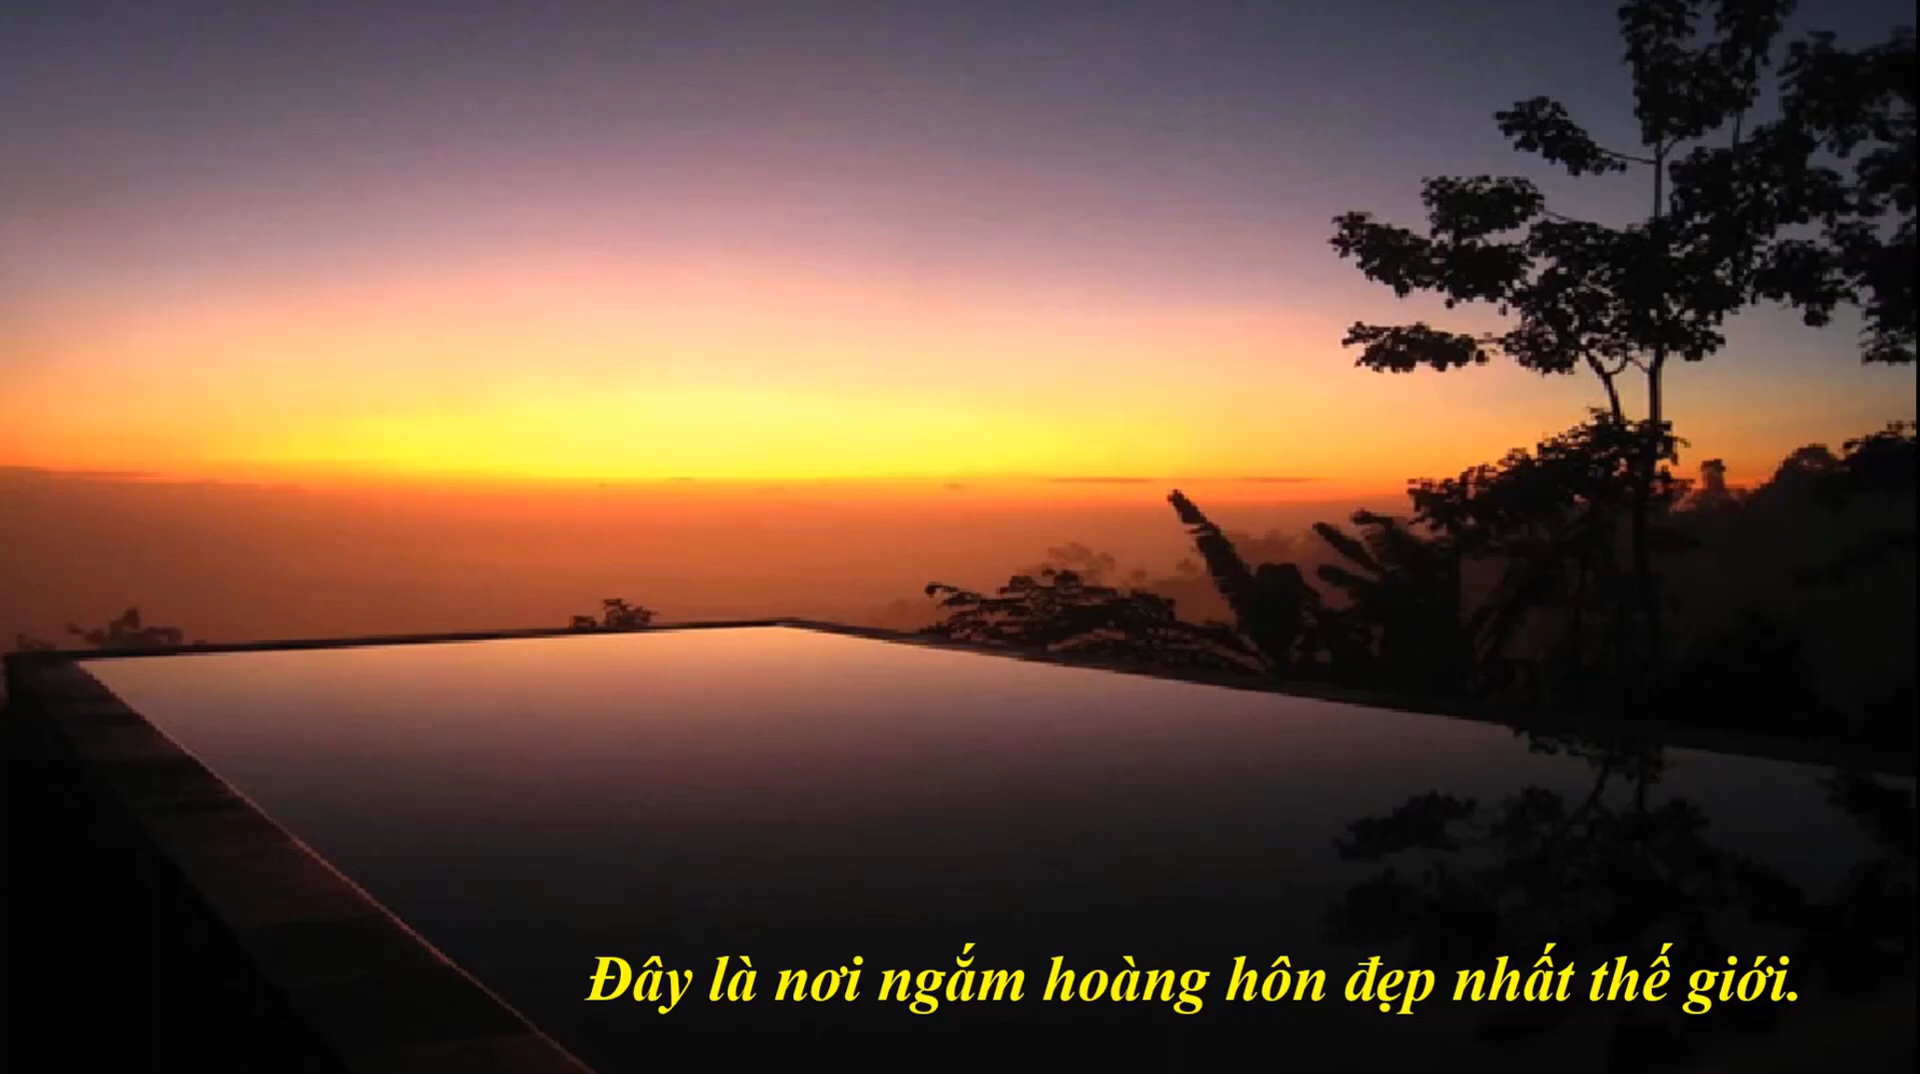 Đây là nơi ngắm hoàng hôn đẹp nhất thế giới.